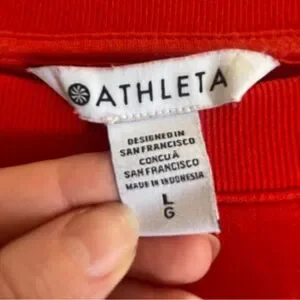 ATHLETA
DESIGNED IN
SAN FRANCISCO
CONCU À
SAN FRANCISCO
MADE IN INDONESIA
L
G